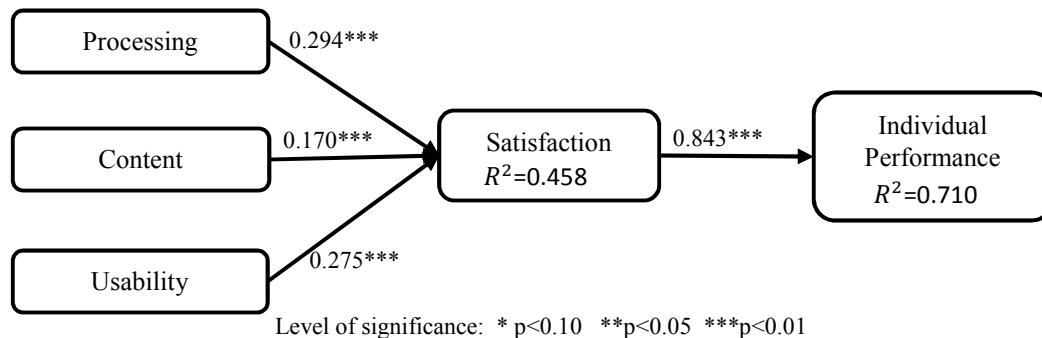 Processing
0.294***
Content
0.170***
Usability
0.275***
Satisfaction
R²=0.458
0.843***
Individual
Performance
R²=0.710
Level of significance: * p<0.10 **p<0.05 ***p<0.01